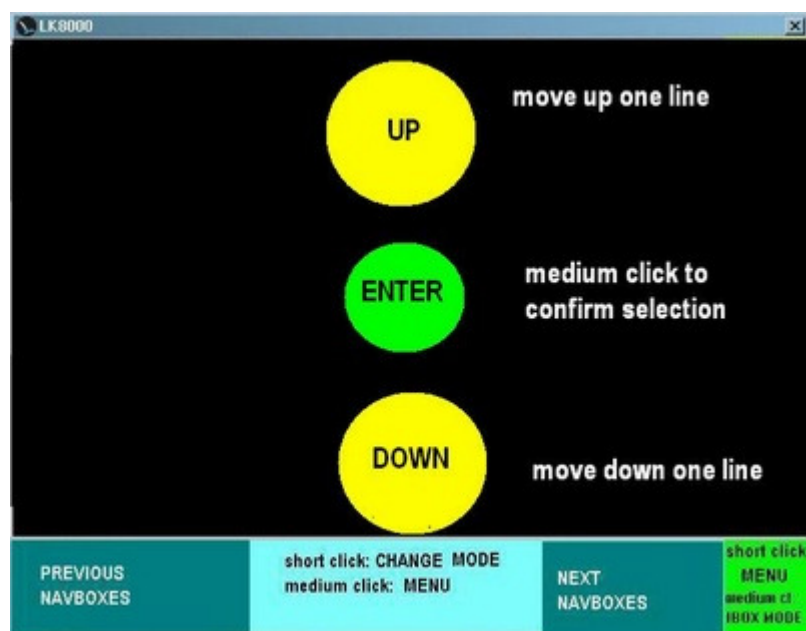 LK8000
UP
move up one line
ENTER
medium click to
confirm selection
DOWN
move down one line
PREVIOUS
NAVBOXES
short click: CHANGE MODE
medium click: MENU
NEXT
NAVBOXES
short click
MENU
medium cl
IBOX MODE